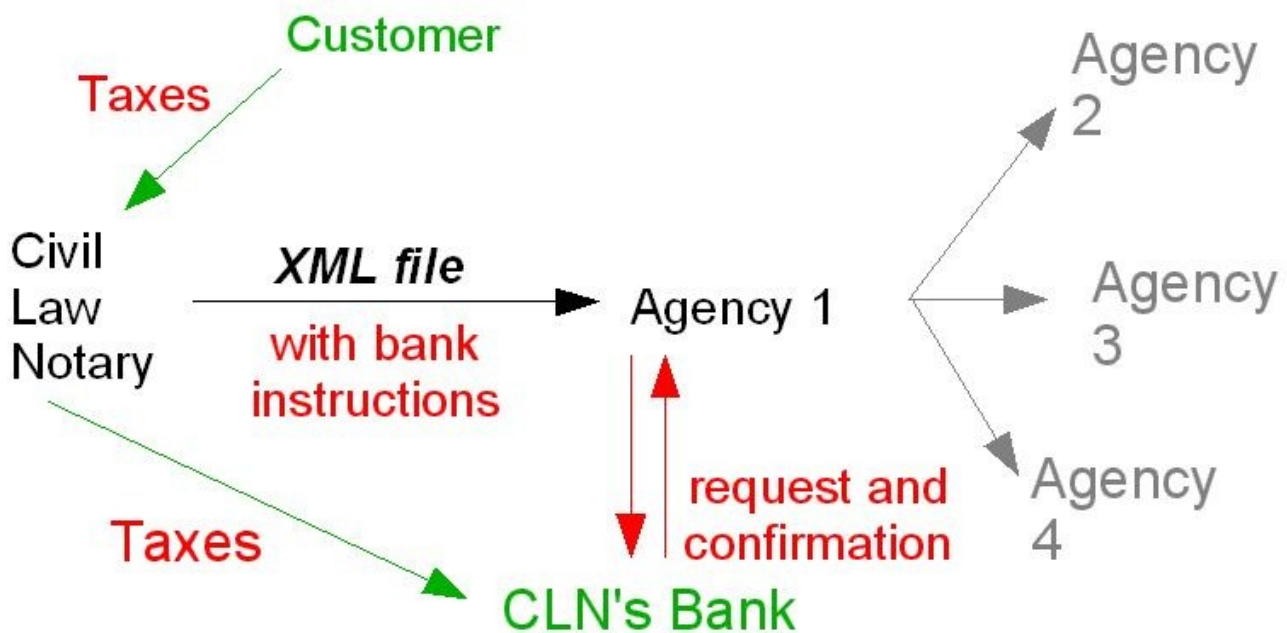 Customer
Taxes
Agency
2
Civil
Law
Notary
XML file
with bank
instructions
Agency 1
Agency
3
request and
confirmation
Agency
4
Taxes
CLN's Bank